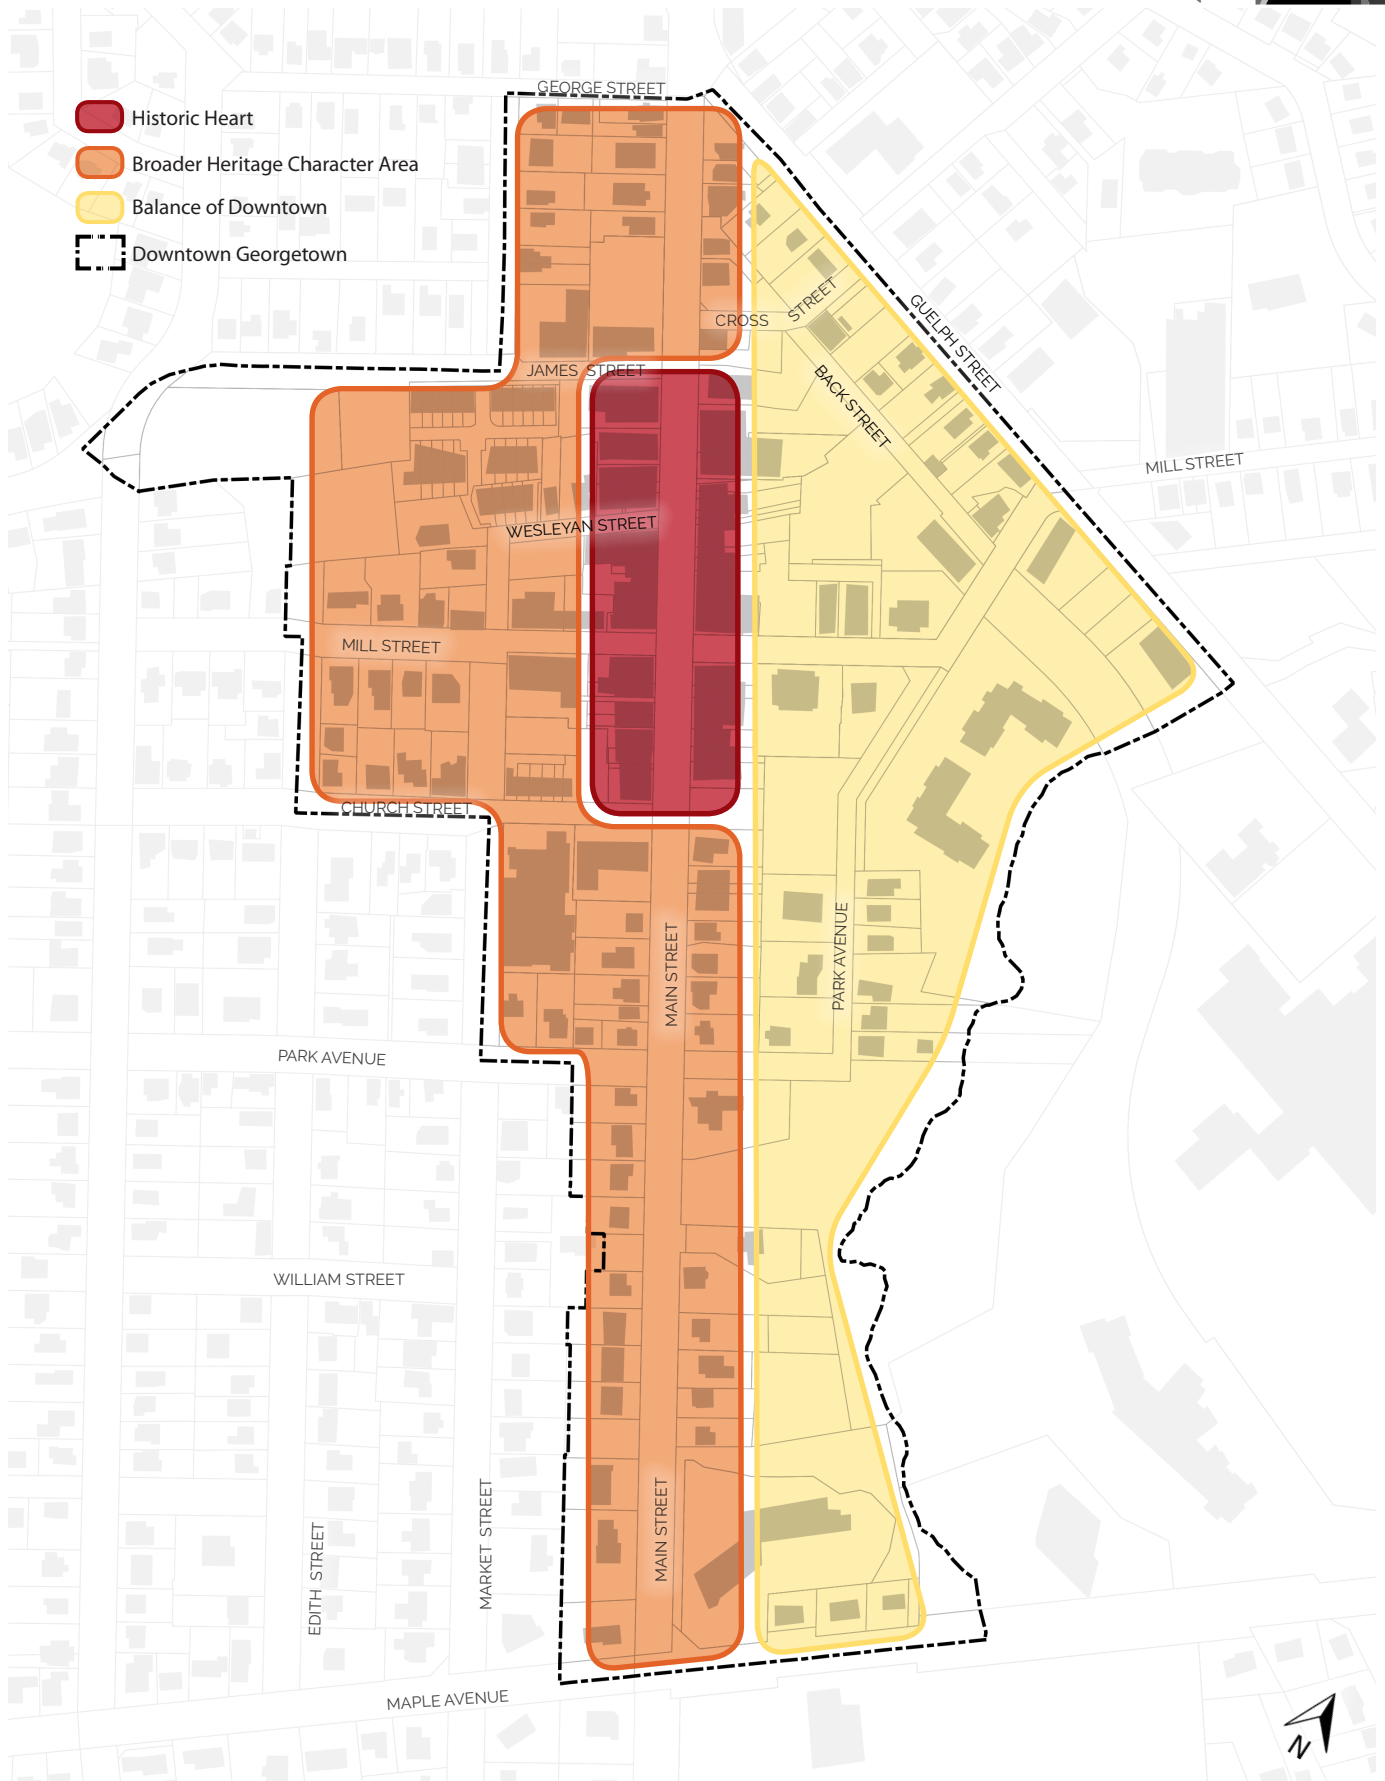 GEORGE STREET
Historic Heart
Broader Heritage Character Area
Balance of Downtown
Downtown Georgetown
CROSS STREET
GUELPH STREET
JAMES STREET
BACK STREET
MILL STREET
WESLEYAN STREET
MILL STREET
CHURCH STREET
MAIN STREET
PARK AVENUE
PARK AVENUE
WILLIAM STREET
MAIN STREET
MARKET STREET
EDITH STREET
MAPLE AVENUE
N